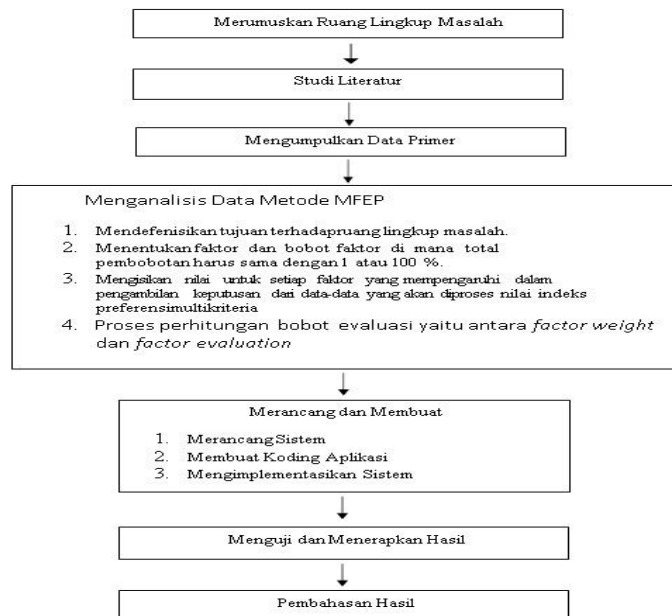 Merumuskan Ruang Lingkup Masalah
Studi Literatur
Mengumpulkan Data Primer
Menganalisis Data Metode MFEP
1. Mendefenisikan tujuan terhadapruang lingkup masalah.
2. Menentukan faktor dan bobot faktor di mana total
pembobotan harus sama dengan 1 atau 100 %.
3. Mengisikan nilai untuk setiap faktor yang mempengaruhi dalam
pengambilan keputusan dari data-data yang akan diproses nilai indeks
preferensimultikriteria
4. Proses perhitungan bobot evaluasi yaitu antara factor weight
dan factor evaluation
Merancang dan Membuat
1. Merancang Sistem
2. Membuat Koding Aplikasi
3. Mengimplementasikan Sistem
Menguji dan Menerapkan Hasil
Pembahasan Hasil